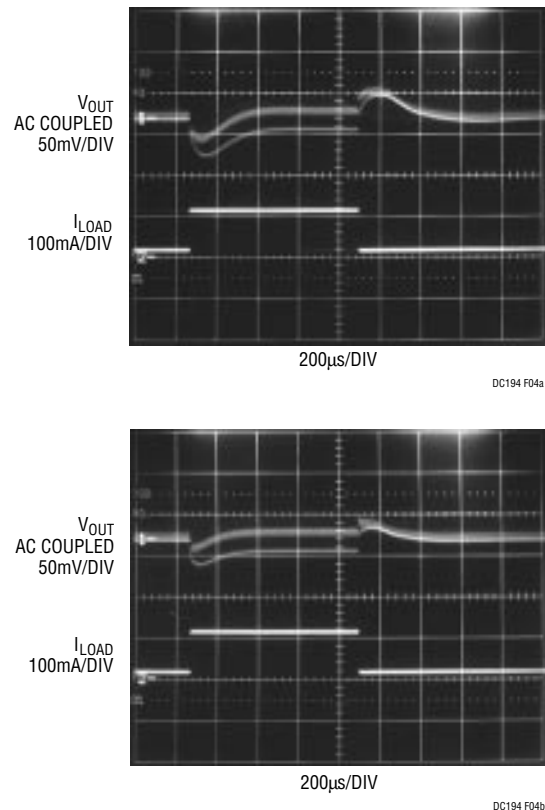 VOUT
AC COUPLED
50mV/DIV
ILOAD
100mA/DIV
200µs/DIV
DC194 F04a
VOUT
AC COUPLED
50mV/DIV
ILOAD
100mA/DIV
200µs/DIV
DC194 F04b